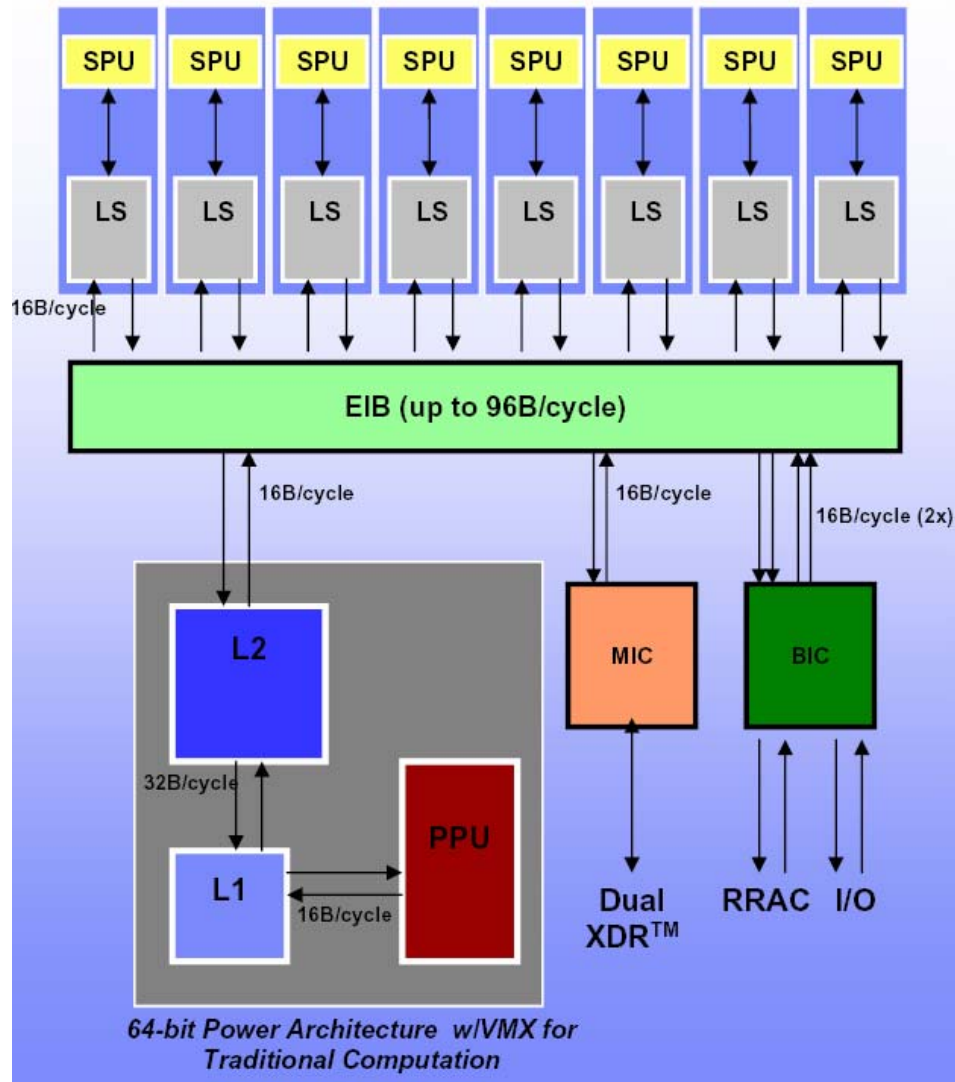 SPU SPU SPU SPU SPU SPU SPU SPU
LS LS LS LS LS LS LS LS
16B/cycle
EIB (up to 96B/cycle)
16B/cycle
16B/cycle
16B/cycle (2x)
L2
MIC
BIC
32B/cycle
PPU
L1
16B/cycle
Dual
XDR™
RRAC I/O
64-bit Power Architecture w/VMX for
Traditional Computation